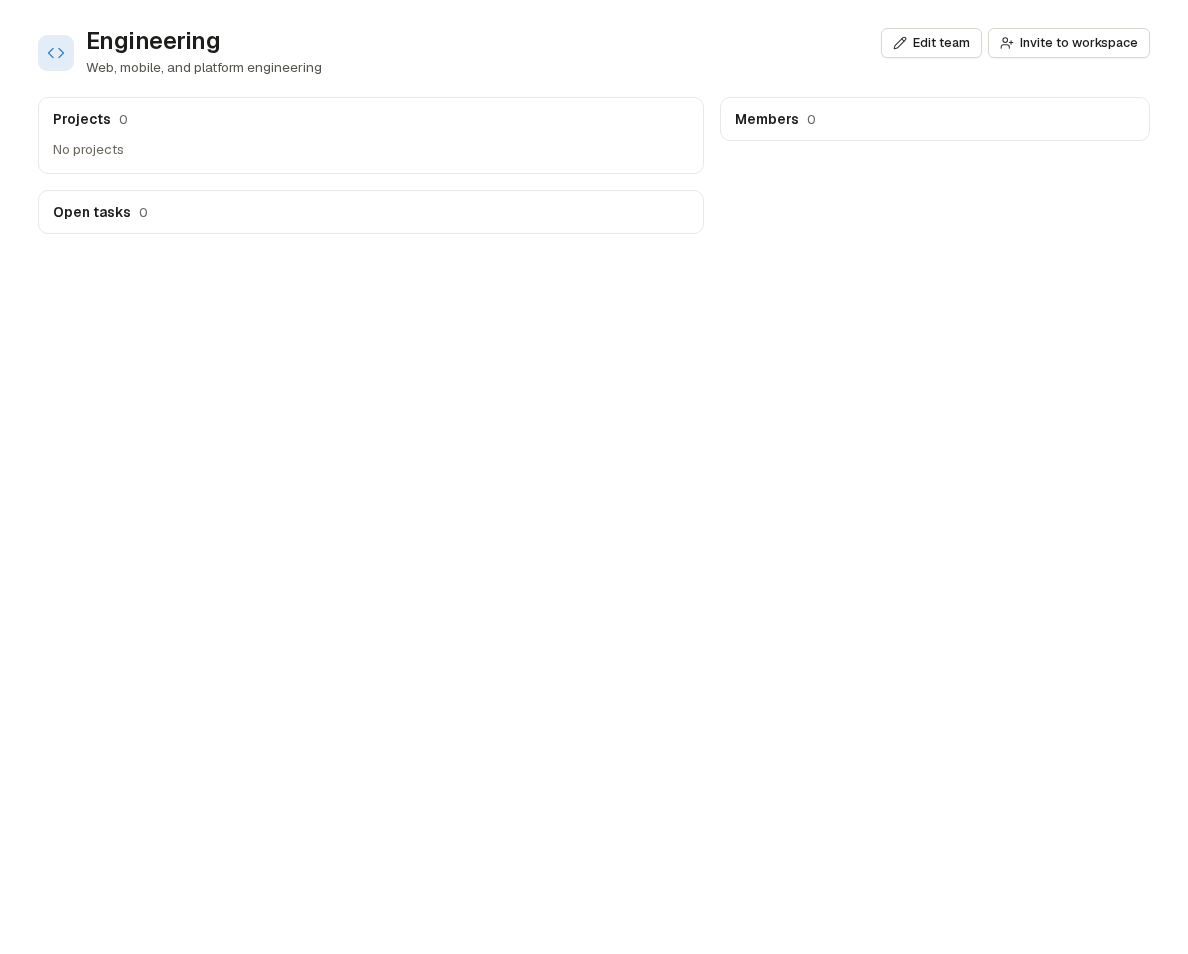 Engineering
Web, mobile, and platform engineering
Edit team
Invite to workspace
Projects 0
No projects
Open tasks 0
Members 0